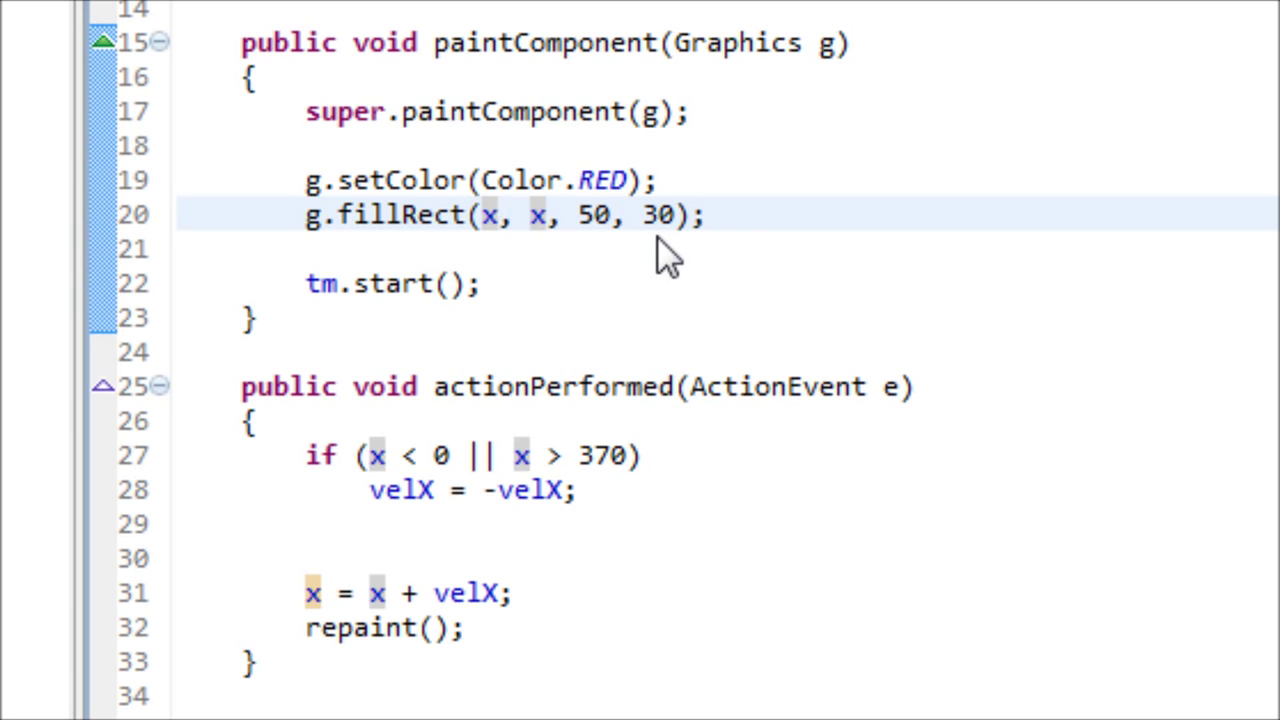 14
15 public void paintComponent(Graphics g)
16 {
17 super.paintComponent(g);
18
19 g.setColor(Color.RED);
20 g.fillRect(x, x, 50, 30);
21
22 tm.start();
23 }
24
25 public void actionPerformed(ActionEvent e)
26 {
27 if (x < 0 || x > 370)
28 velX = -velX;
29
30
31 x = x + velX;
32 repaint();
33 }
34